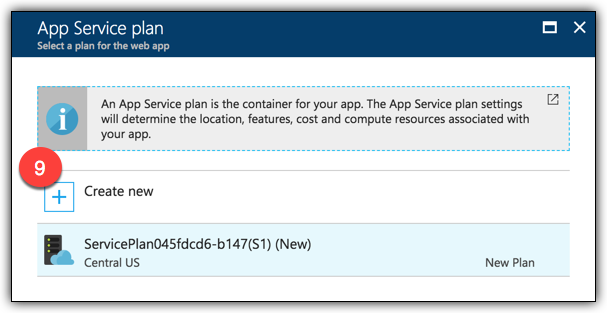 App Service plan
Select a plan for the web app
An App Service plan is the container for your app. The App Service plan settings
will determine the location, features, cost and compute resources associated with
your app.
9
Create new
ServicePlan045fdcd6-b147(S1) (New)
Central US
New Plan